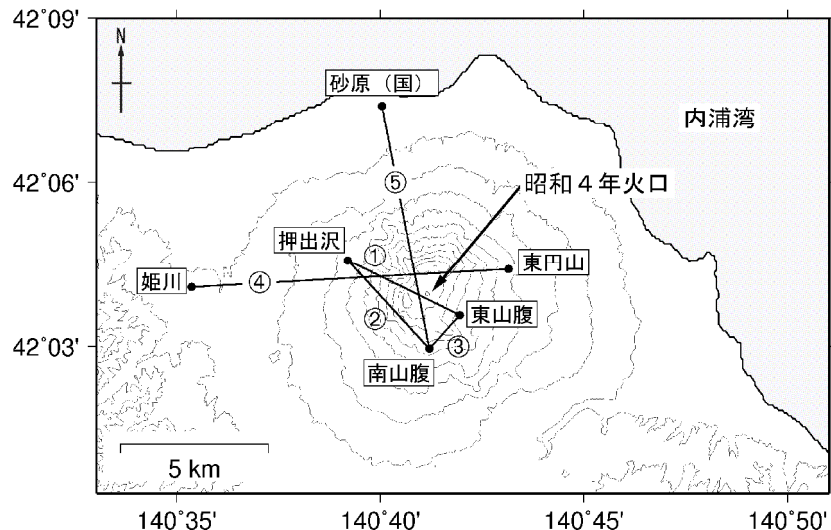 42°09'
N
砂原（国）
内浦湾
42°06'
⑤
昭和４年火口
押出沢
①
東円山
姫川
④
東山腹
②
42°03'
③
南山腹
5 km
140°35'
140°40'
140°45'
140°50'